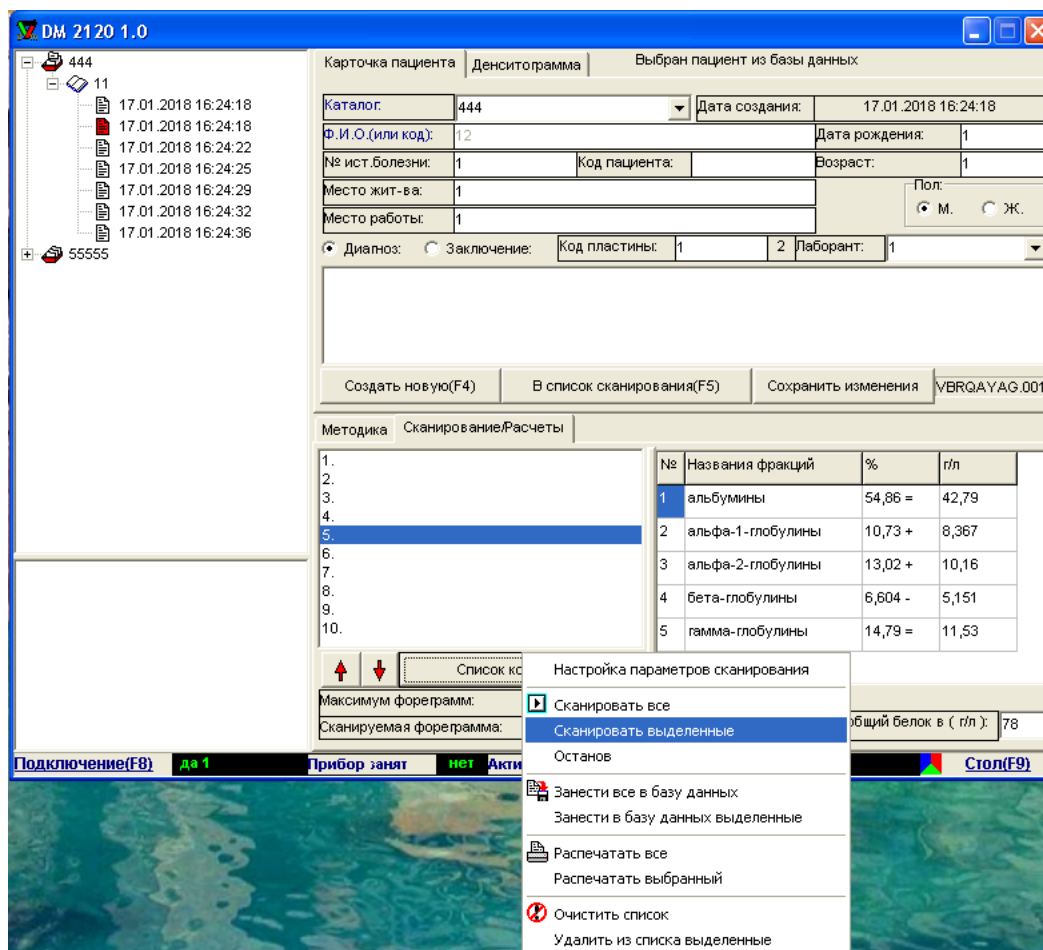 DM 2120 1.0
444
11
17.01.2018 16:24:18
17.01.2018 16:24:18
17.01.2018 16:24:22
17.01.2018 16:24:25
17.01.2018 16:24:29
17.01.2018 16:24:32
17.01.2018 16:24:36
55555
Карточка пациента Денситограмма Выбран пациент из базы данных
Каталог: 444 Дата создания: 17.01.2018 16:24:18
Ф.И.О.(или код): 12 Дата рождения: 1
№ ист.болезни: 1 Код пациента: Возраст: 1
Место жит-ва: 1 Пол:
М. Ж.
Место работы: 1
Диагноз: Заключение: Код пластины: 1 2 Лаборант: 1
Создать новую(F4) В список сканирования(F5) Сохранить изменения VBRQAYAG.001
Методика Сканирование/Расчеты
1.
2.
3.
4.
5.
6.
7.
8.
9.
10.
№ Названия фракций % г/л
1 альбумины 54,86 = 42,79
2 альфа-1-глобулины 10,73 + 8,367
3 альфа-2-глобулины 13,02 + 10,16
4 бета-глобулины 6,604 - 5,151
5 гамма-глобулины 14,79 = 11,53
Список
Максимум фореграмм:
Сканируемая фореграмма:
белок в ( г/л ): 78
Настройка параметров сканирования
Сканировать все
Сканировать выделенные
Останов
Занести все в базу данных
Занести в базу данных выделенные
Распечатать все
Распечатать выбранный
Очистить список
Удалить из списка выделенные
Подключение(F8) да 1 Прибор занят нет Стол(F9)